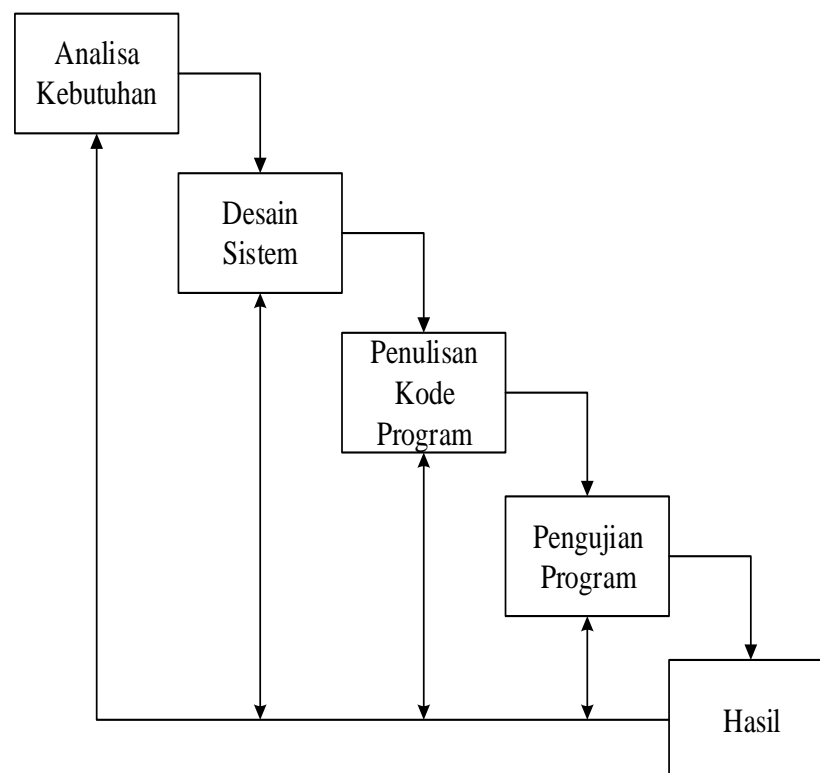 Analisa
Kebutuhan
Desain
Sistem
Penulisan
Kode
Program
Pengujian
Program
Hasil